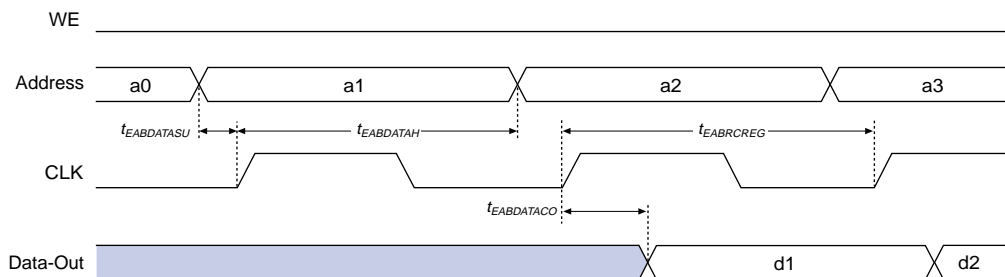 WE
Address a0 a1 a2 a3
tEABDATASU tEABDATAH tEABRCREG
CLK
tEABDATACO
Data-Out d1 d2